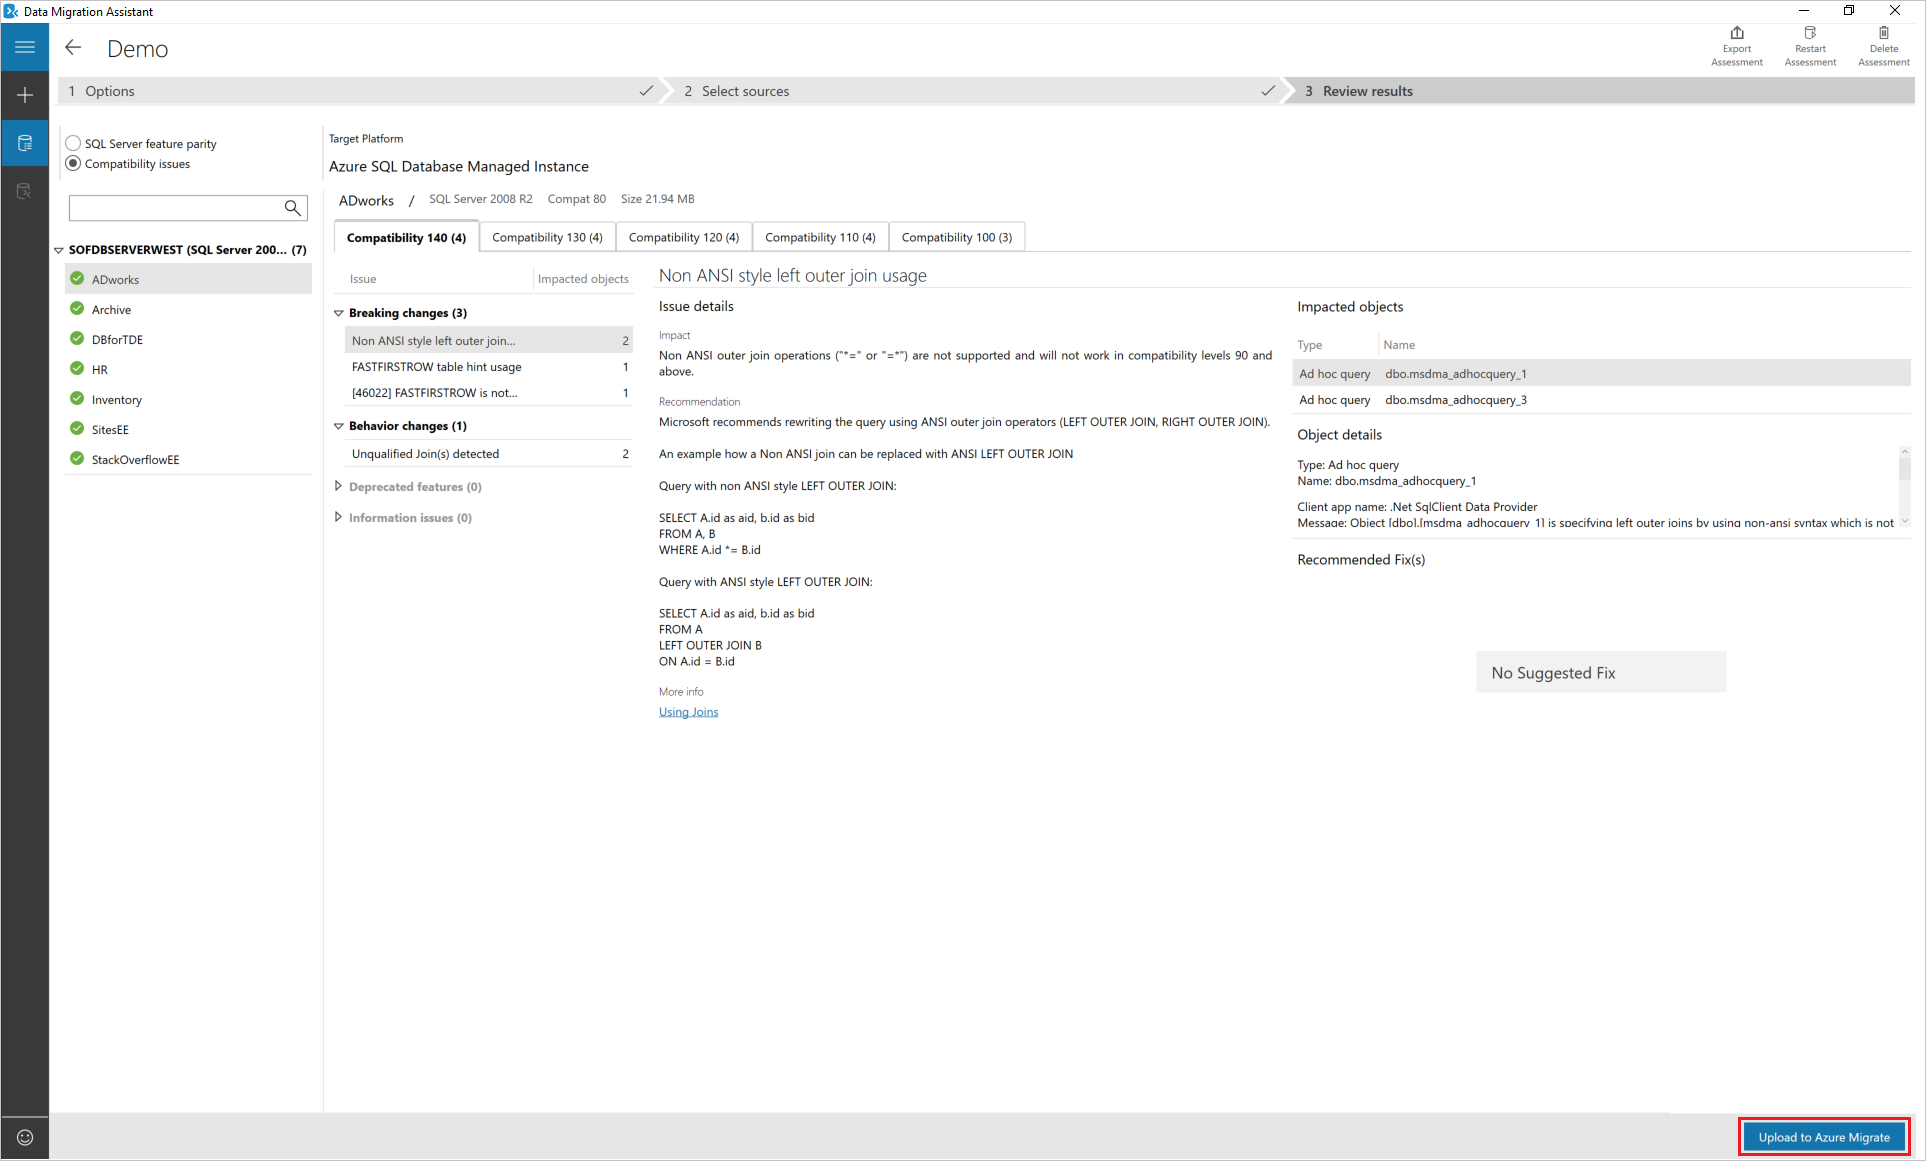 Data Migration Assistant
Demo
Export Assessment
Restart Assessment
Delete Assessment
1 Options
2 Select sources
3 Review results
SQL Server feature parity
Compatibility issues
SOFDBSERVERWEST (SQL Server 200... (7)
ADworks
Archive
DBforTDE
HR
Inventory
SitesEE
StackOverflowEE
Target Platform
Azure SQL Database Managed Instance
ADworks / SQL Server 2008 R2 Compat 80 Size 21.94 MB
Compatibility 140 (4)
Compatibility 130 (4)
Compatibility 120 (4)
Compatibility 110 (4)
Compatibility 100 (3)
Issue Impacted objects
Breaking changes (3)
Non ANSI style left outer join... 2
FASTFIRSTROW table hint usage 1
[46022] FASTFIRSTROW is not... 1
Behavior changes (1)
Unqualified Join(s) detected 2
Deprecated features (0)
Information issues (0)
Non ANSI style left outer join usage
Issue details
Impact
Non ANSI outer join operations ("*=" or "=*") are not supported and will not work in compatibility levels 90 and
above.
Recommendation
Microsoft recommends rewriting the query using ANSI outer join operators (LEFT OUTER JOIN, RIGHT OUTER JOIN).
An example how a Non ANSI join can be replaced with ANSI LEFT OUTER JOIN
Query with non ANSI style LEFT OUTER JOIN:
SELECT A.id as aid, b.id as bid
FROM A, B
WHERE A.id *= B.id
Query with ANSI style LEFT OUTER JOIN:
SELECT A.id as aid, b.id as bid
FROM A
LEFT OUTER JOIN B
ON A.id = B.id
More info
Using Joins
Impacted objects
Type Name
Ad hoc query dbo.msdma_adhocquery_1
Ad hoc query dbo.msdma_adhocquery_3
Object details
Type: Ad hoc query
Name: dbo.msdma_adhocquery_1
Client app name: .Net SqlClient Data Provider
Message: Object [dbo].[msdma_adhocquery_1] is specifying left outer joins by using non-ansi syntax which is not
Recommended Fix(s)
No Suggested Fix
Upload to Azure Migrate